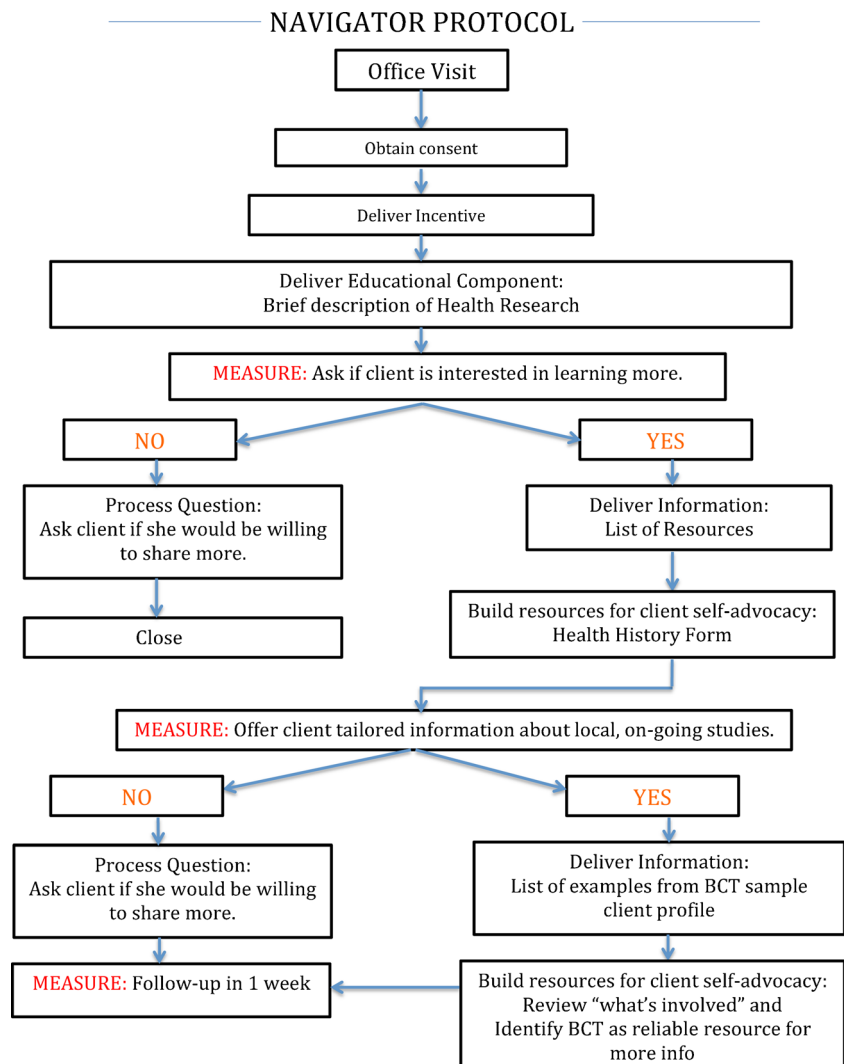 NAVIGATOR PROTOCOL
Office Visit
Obtain consent
Deliver Incentive
Deliver Educational Component:
Brief description of Health Research
MEASURE: Ask if client is interested in learning more.
NO
YES
Process Question:
Ask client if she would be willing
to share more.
Close
Deliver Information:
List of Resources
Build resources for client self-advocacy:
Health History Form
MEASURE: Offer client tailored information about local, on-going studies.
NO
YES
Process Question:
Ask client if she would be willing
to share more.
Deliver Information:
List of examples from BCT sample
client profile
Build resources for client self-advocacy:
Review “what’s involved” and
Identify BCT as reliable resource for
more info
MEASURE: Follow-up in 1 week